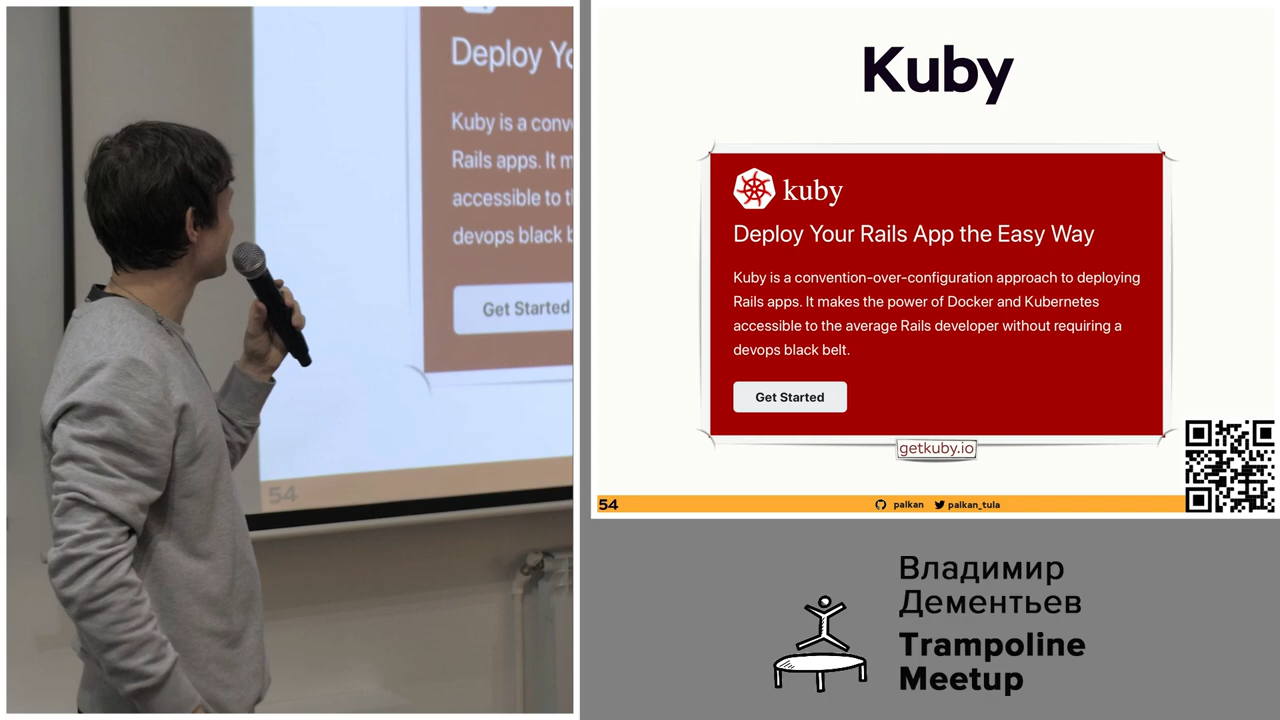 Deploy Yo
Kuby is a conv
Rails apps. It m
accessible to t
devops black b
Get Started
54
Kuby
kuby
Deploy Your Rails App the Easy Way
Kuby is a convention-over-configuration approach to deploying
Rails apps. It makes the power of Docker and Kubernetes
accessible to the average Rails developer without requiring a
devops black belt.
Get Started
getkuby.io
54
palkan
palkan_tula
Владимир
Дементьев
Trampoline
Meetup